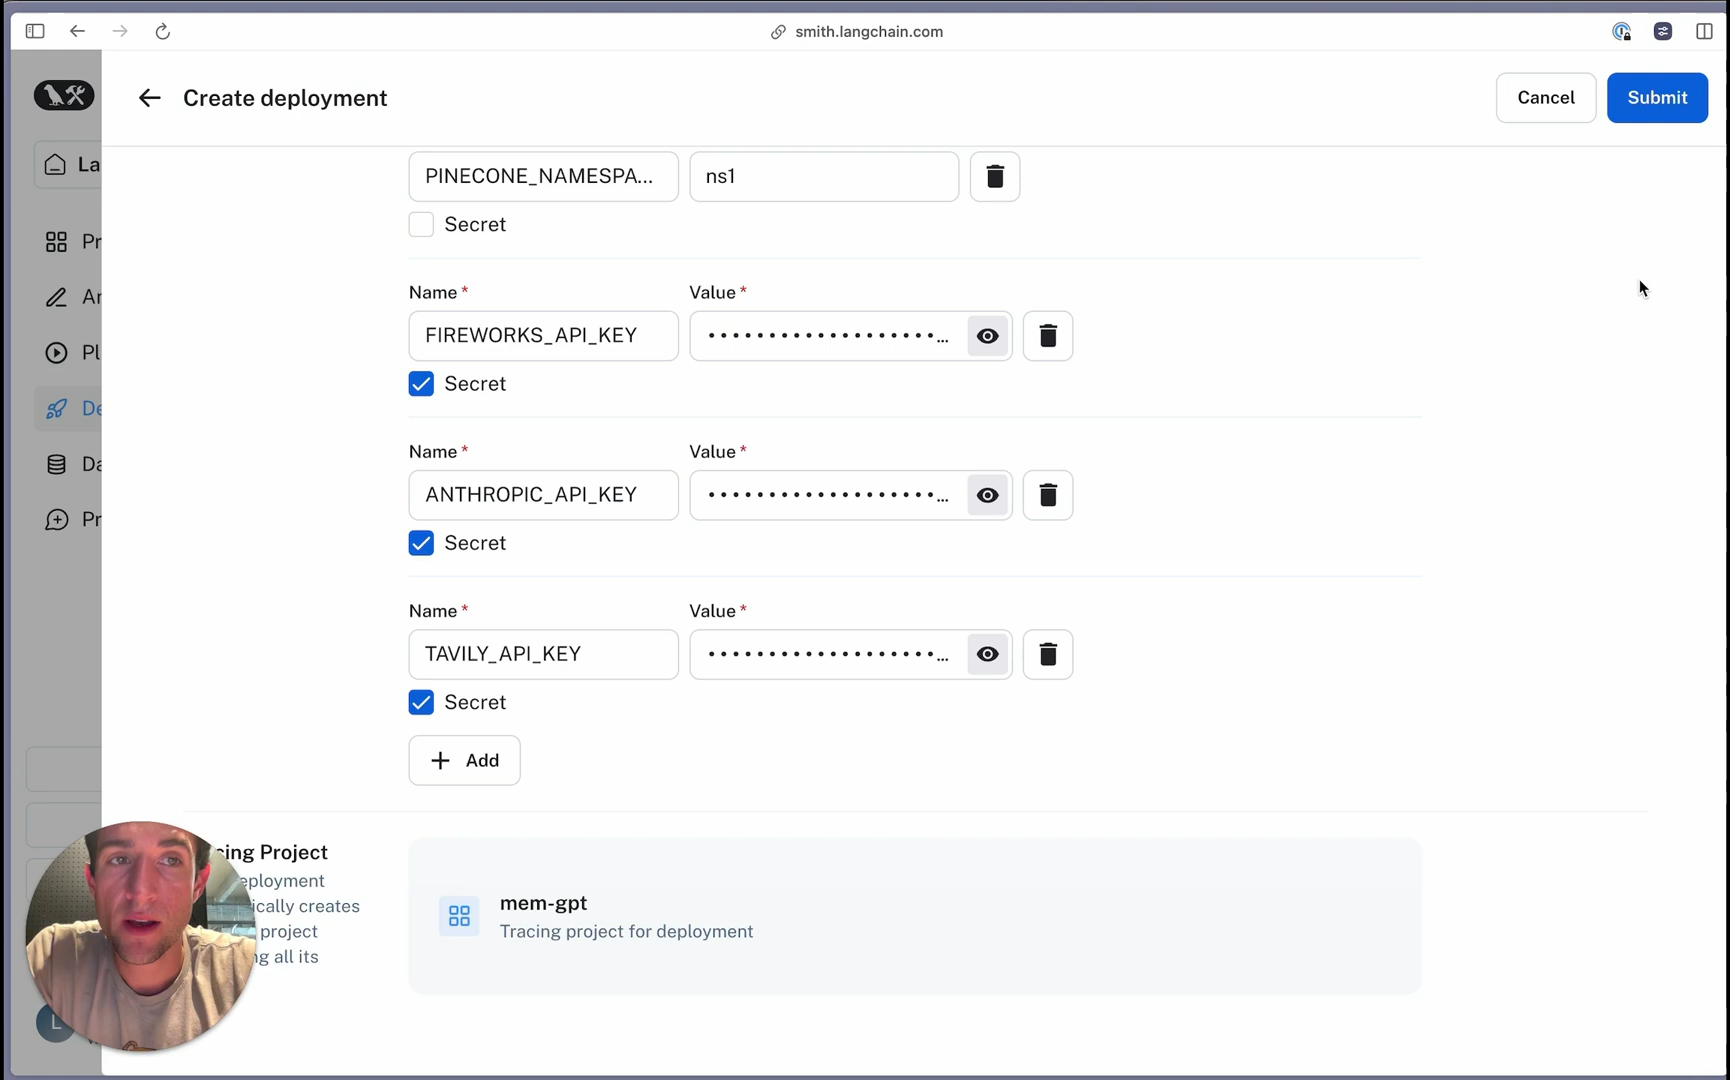 smith.langchain.com
Create deployment
Cancel
Submit
La
Pr
Ar
Pl
De
Da
Pr
PINECONE_NAMESPA...
ns1
Secret
Name *
Value *
FIREWORKS_API_KEY
••••••••••••••••••...
Secret
Name *
Value *
ANTHROPIC_API_KEY
••••••••••••••••••...
Secret
Name *
Value *
TAVILY_API_KEY
••••••••••••••••••...
Secret
+ Add
cing Project
eployment
ically creates
project
ng all its
mem-gpt
Tracing project for deployment
L